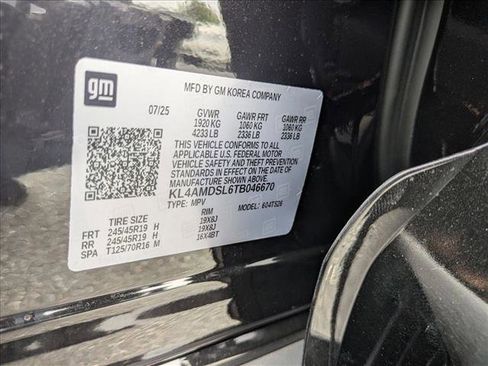 gm
MFD BY GM KOREA COMPANY
07/25 GVWR GAWR FRT GAWR RR
1920 KG 1060 KG 1060 KG
4233 LB 2336 LB 2336 LB
THIS VEHICLE CONFORMS TO ALL
APPLICABLE U.S. FEDERAL MOTOR
VEHICLE SAFETY AND THEFT PREVENTION
STANDARDS IN EFFECT ON THE DATE OF
MANUFACTURE SHOWN ABOVE.
KL4AMDSL6TB046670
TYPE: MPV MODEL: 604TS26
TIRE SIZE RIM
FRT 245/45R19 H 19X8J
RR 245/45R19 H 19X8J
SPA T125/70R16 M 16X4BT